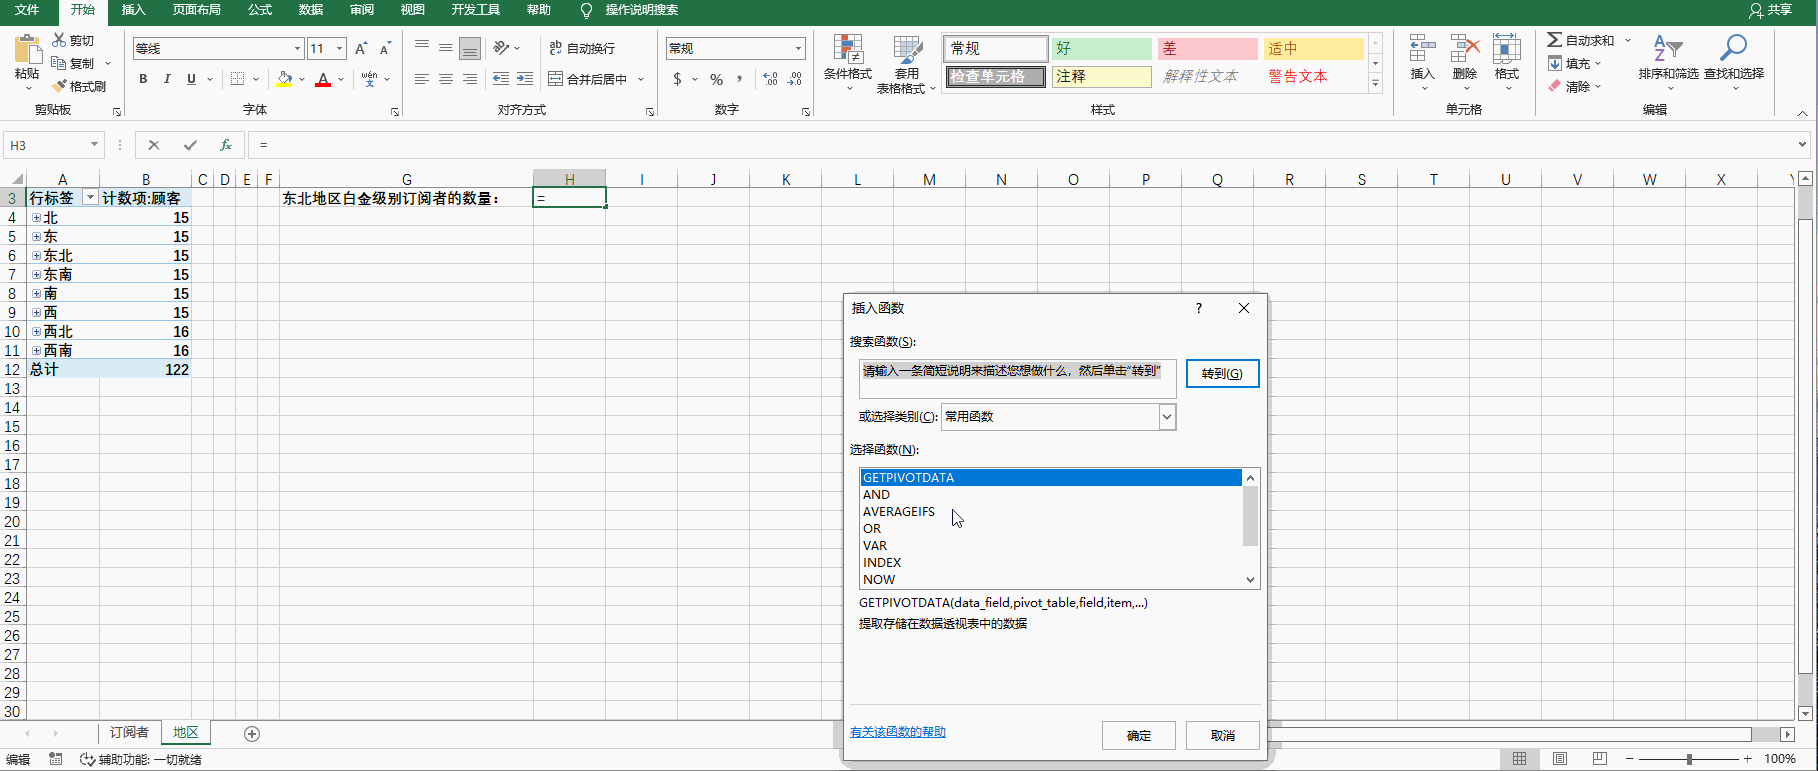 文件 开始 插入 页面布局 公式 数据 审阅 视图 开发工具 帮助 操作说明搜索 共享
粘贴 剪切 复制 格式刷
等线 11
B I U A wén
自动换行
合并后居中
常规
$ % ,
条件格式 套用表格格式
常规 好 差 适中
检查单元格 注释 解释性文本 警告文本
插入 删除 格式
自动求和
填充
清除
排序和筛选 查找和选择
剪贴板 字体 对齐方式 数字 样式 单元格 编辑
H3 fx =
A B C D E F G H I J K L M N O P Q R S T U V W X
3 行标签 计数项:顾客 东北地区白金级别订阅者的数量： =
4 北 15
5 东 15
6 东北 15
7 东南 15
8 南 15
9 西 15
10 西北 16
11 西南 16
12 总计 122
13
14
15
16
17
18
19
20
21
22
23
24
25
26
27
28
29
30
插入函数 ?
搜索函数(S):
请输入一条简短说明来描述您想做什么，然后单击"转到"
转到(G)
或选择类别(C): 常用函数
选择函数(N):
GETPIVOTDATA
AND
AVERAGEIFS
OR
VAR
INDEX
NOW
GETPIVOTDATA(data_field,pivot_table,field,item,...)
提取存储在数据透视表中的数据
有关该函数的帮助 确定 取消
订阅者 地区
编辑 辅助功能: 一切就绪 100%